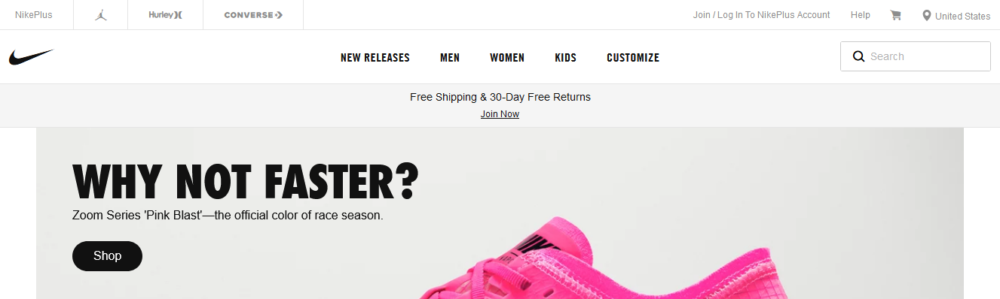 NikePlus
Hurley
CONVERSE
Join / Log In To NikePlus Account
Help
United States
NEW RELEASES
MEN
WOMEN
KIDS
CUSTOMIZE
Search
Free Shipping & 30-Day Free Returns
Join Now
WHY NOT FASTER?
Zoom Series 'Pink Blast'—the official color of race season.
Shop